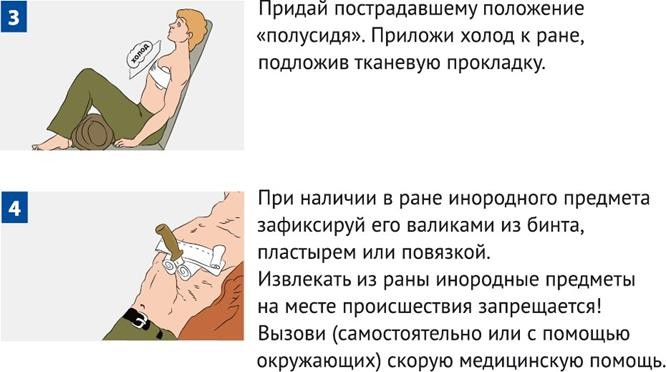 3
Придай пострадавшему положение
«полусидя». Приложи холод к ране,
подложив тканевую прокладку.
холод
4
При наличии в ране инородного предмета
зафиксируй его валиками из бинта,
пластырем или повязкой.
Извлекать из раны инородные предметы
на месте происшествия запрещается!
Вызови (самостоятельно или с помощью
окружающих) скорую медицинскую помощь.